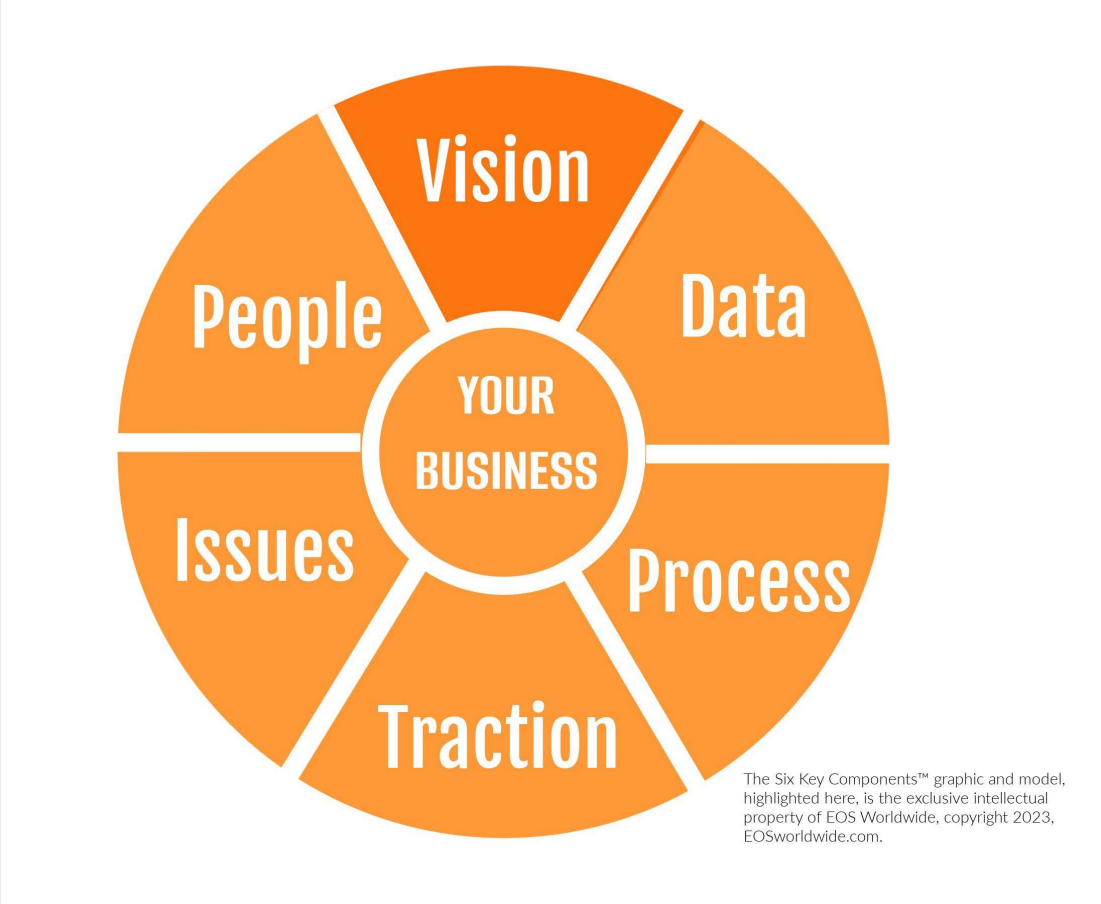 Vision
People
Data
YOUR
BUSINESS
Issues
Process
Traction
The Six Key Components™ graphic and model,
highlighted here, is the exclusive intellectual
property of EOS Worldwide, copyright 2023,
EOSworldwide.com.